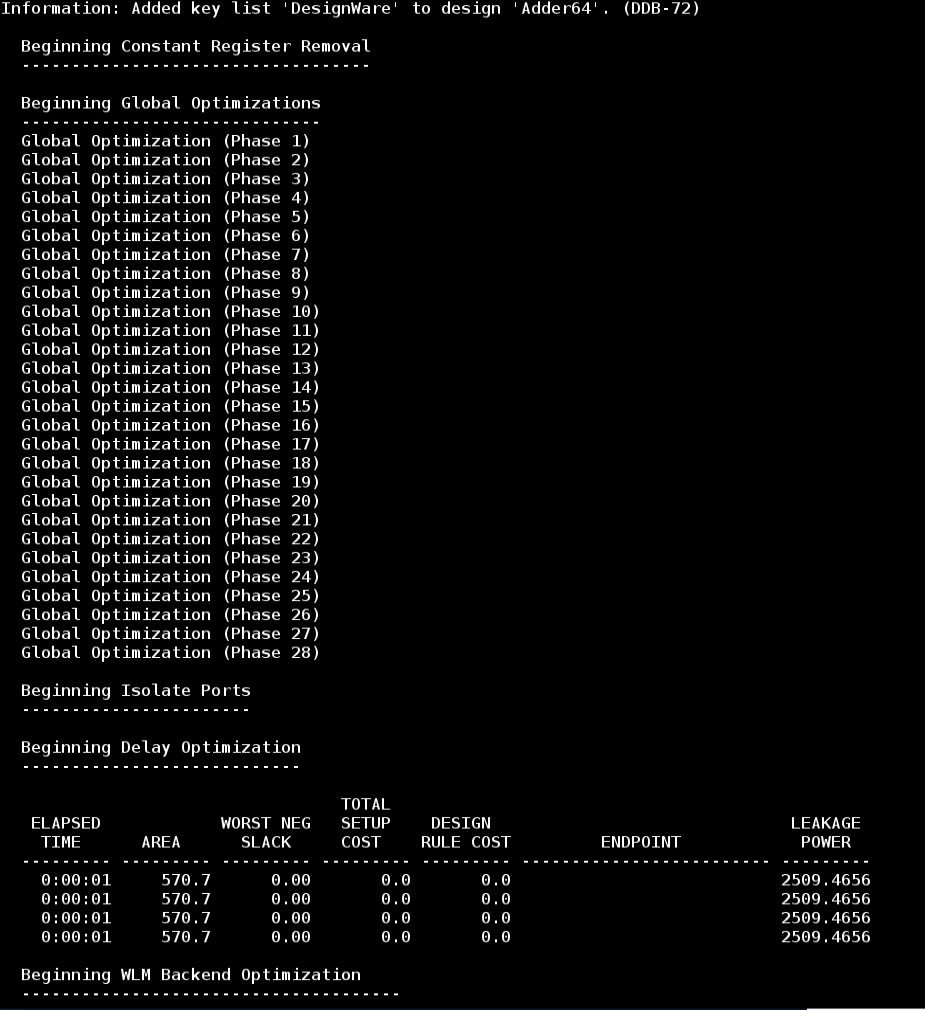 Information: Added key list 'DesignWare' to design 'Adder64'. (DDB-72)
Beginning Constant Register Removal
-----------------------------------
Beginning Global Optimizations
------------------------------
Global Optimization (Phase 1)
Global Optimization (Phase 2)
Global Optimization (Phase 3)
Global Optimization (Phase 4)
Global Optimization (Phase 5)
Global Optimization (Phase 6)
Global Optimization (Phase 7)
Global Optimization (Phase 8)
Global Optimization (Phase 9)
Global Optimization (Phase 10)
Global Optimization (Phase 11)
Global Optimization (Phase 12)
Global Optimization (Phase 13)
Global Optimization (Phase 14)
Global Optimization (Phase 15)
Global Optimization (Phase 16)
Global Optimization (Phase 17)
Global Optimization (Phase 18)
Global Optimization (Phase 19)
Global Optimization (Phase 20)
Global Optimization (Phase 21)
Global Optimization (Phase 22)
Global Optimization (Phase 23)
Global Optimization (Phase 24)
Global Optimization (Phase 25)
Global Optimization (Phase 26)
Global Optimization (Phase 27)
Global Optimization (Phase 28)
Beginning Isolate Ports
-----------------------
Beginning Delay Optimization
----------------------------
TOTAL
ELAPSED WORST NEG SETUP DESIGN LEAKAGE
TIME AREA SLACK COST RULE COST ENDPOINT POWER
--------- --------- --------- --------- --------- ------------------------- ---------
0:00:01 570.7 0.00 0.0 0.0 2509.4656
0:00:01 570.7 0.00 0.0 0.0 2509.4656
0:00:01 570.7 0.00 0.0 0.0 2509.4656
0:00:01 570.7 0.00 0.0 0.0 2509.4656
Beginning WLM Backend Optimization
--------------------------------------